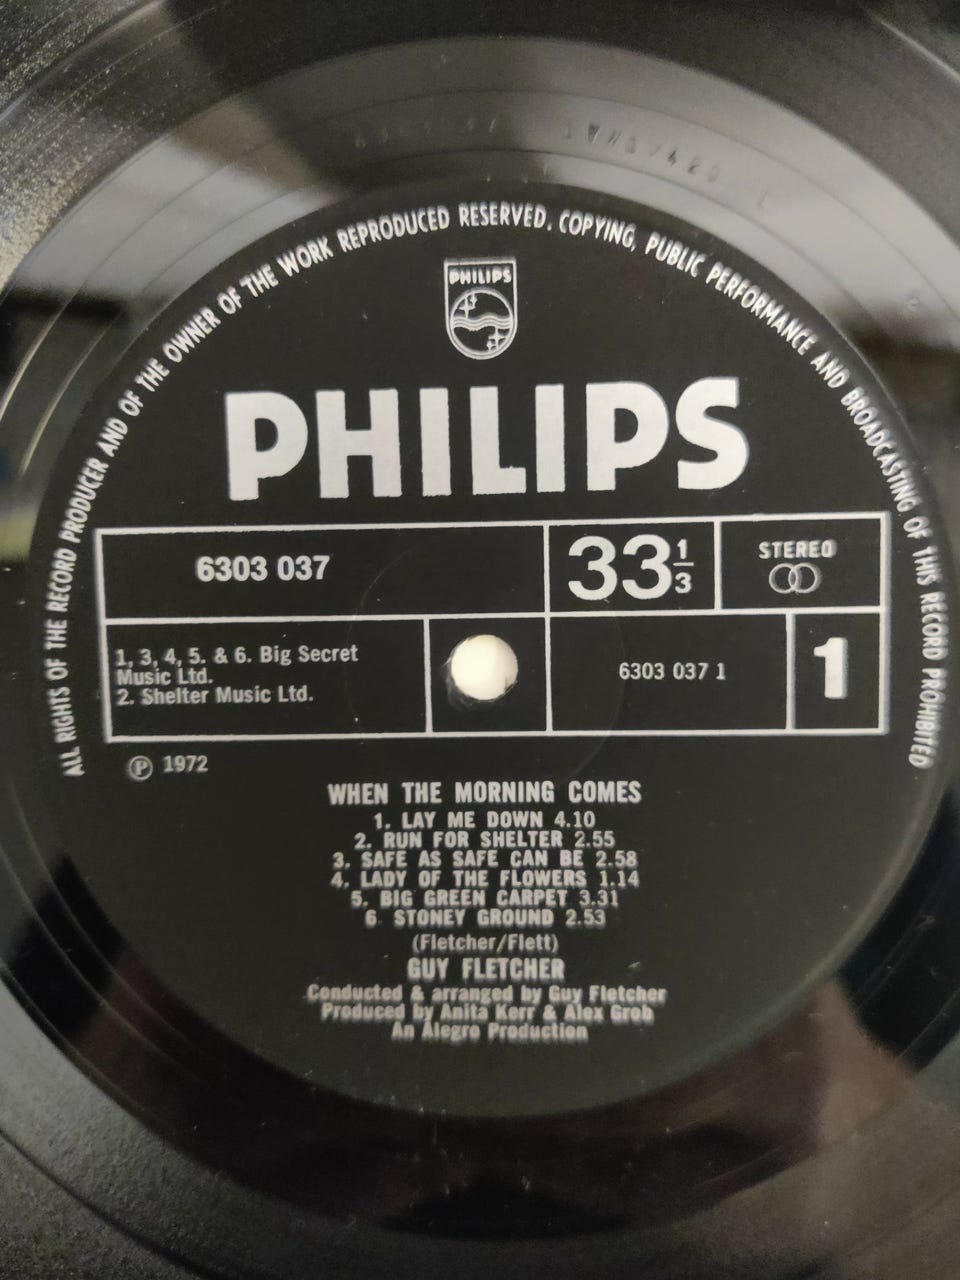 ALL RIGHTS OF THE RECORD PRODUCER AND OF THE OWNER OF THE WORK REPRODUCED RESERVED. COPYING, PUBLIC PERFORMANCE AND BROADCASTING OF THIS RECORD PROHIBITED
PHILIPS
PHILIPS
6303 037
33 1/3
STEREO
1, 3, 4, 5. & 6. Big Secret
Music Ltd.
2. Shelter Music Ltd.
6303 037 1
1
Ⓟ 1972
WHEN THE MORNING COMES
1. LAY ME DOWN 4.10
2. RUN FOR SHELTER 2.55
3. SAFE AS SAFE CAN BE 2.58
4. LADY OF THE FLOWERS 1.14
5. BIG GREEN CARPET 3.31
6. STONEY GROUND 2.53
(Fletcher/Flett)
GUY FLETCHER
Conducted & arranged by Guy Fletcher
Produced by Anita Kerr & Alex Grob
An Alegro Production